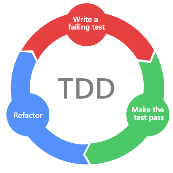 Write a
failing test
TDD
Make the
test pass
Refactor